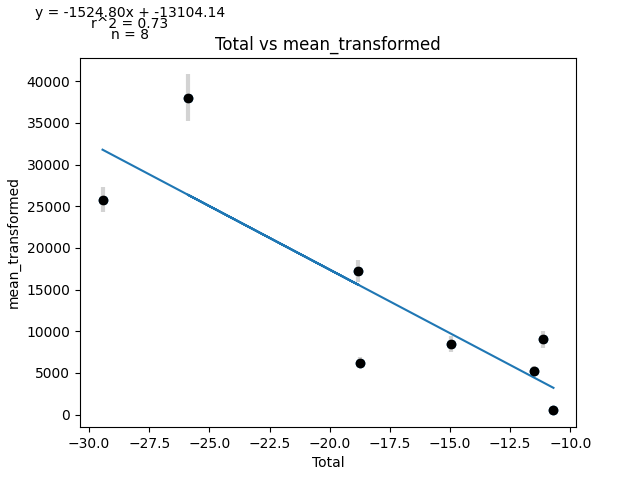 y = -1524.80x + -13104.14
r^2 = 0.73
n = 8
Total vs mean_transformed
mean_transformed
40000
35000
30000
25000
20000
15000
10000
5000
0
−30.0 −27.5 −25.0 −22.5 −20.0 −17.5 −15.0 −12.5 −10.0
Total